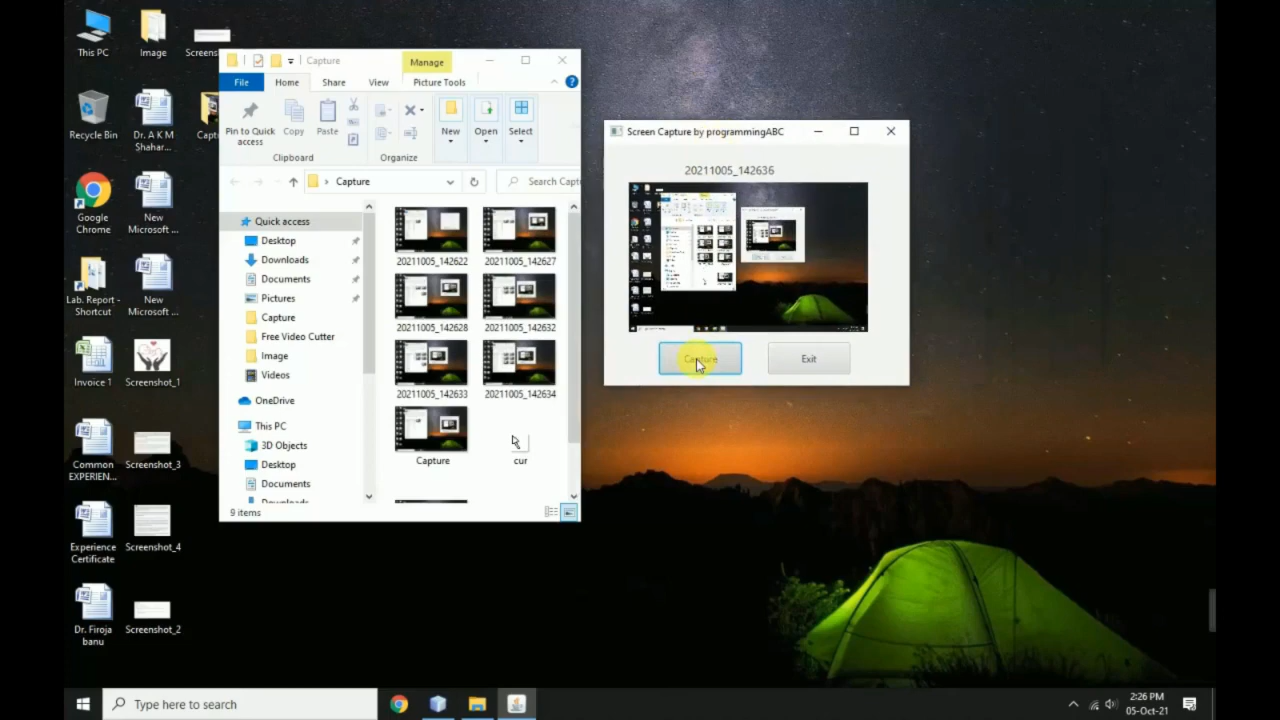 This PC
Image
Screens
Recycle Bin
Dr. A K M
Shahar...
Capt
Google
Chrome
New
Microsoft ...
Lab. Report -
Shortcut
New
Microsoft ...
Invoice 1
Screenshot_1
Common
EXPERIEN...
Screenshot_3
Experience
Certificate
Screenshot_4
Dr. Firoja
banu
Screenshot_2
Capture
Manage
File
Home
Share
View
Picture Tools
Pin to Quick
access
Copy
Paste
New
Open
Select
Clipboard
Organize
Capture
Search Captu
Quick access
Desktop
Downloads
Documents
Pictures
Capture
Free Video Cutter
Image
Videos
OneDrive
This PC
3D Objects
Desktop
Documents
Downloads
20211005_142622
20211005_142627
20211005_142628
20211005_142632
20211005_142633
20211005_142634
Capture
cur
9 items
Screen Capture by programmingABC
20211005_142636
Capture
Exit
Type here to search
2:26 PM
05-Oct-21